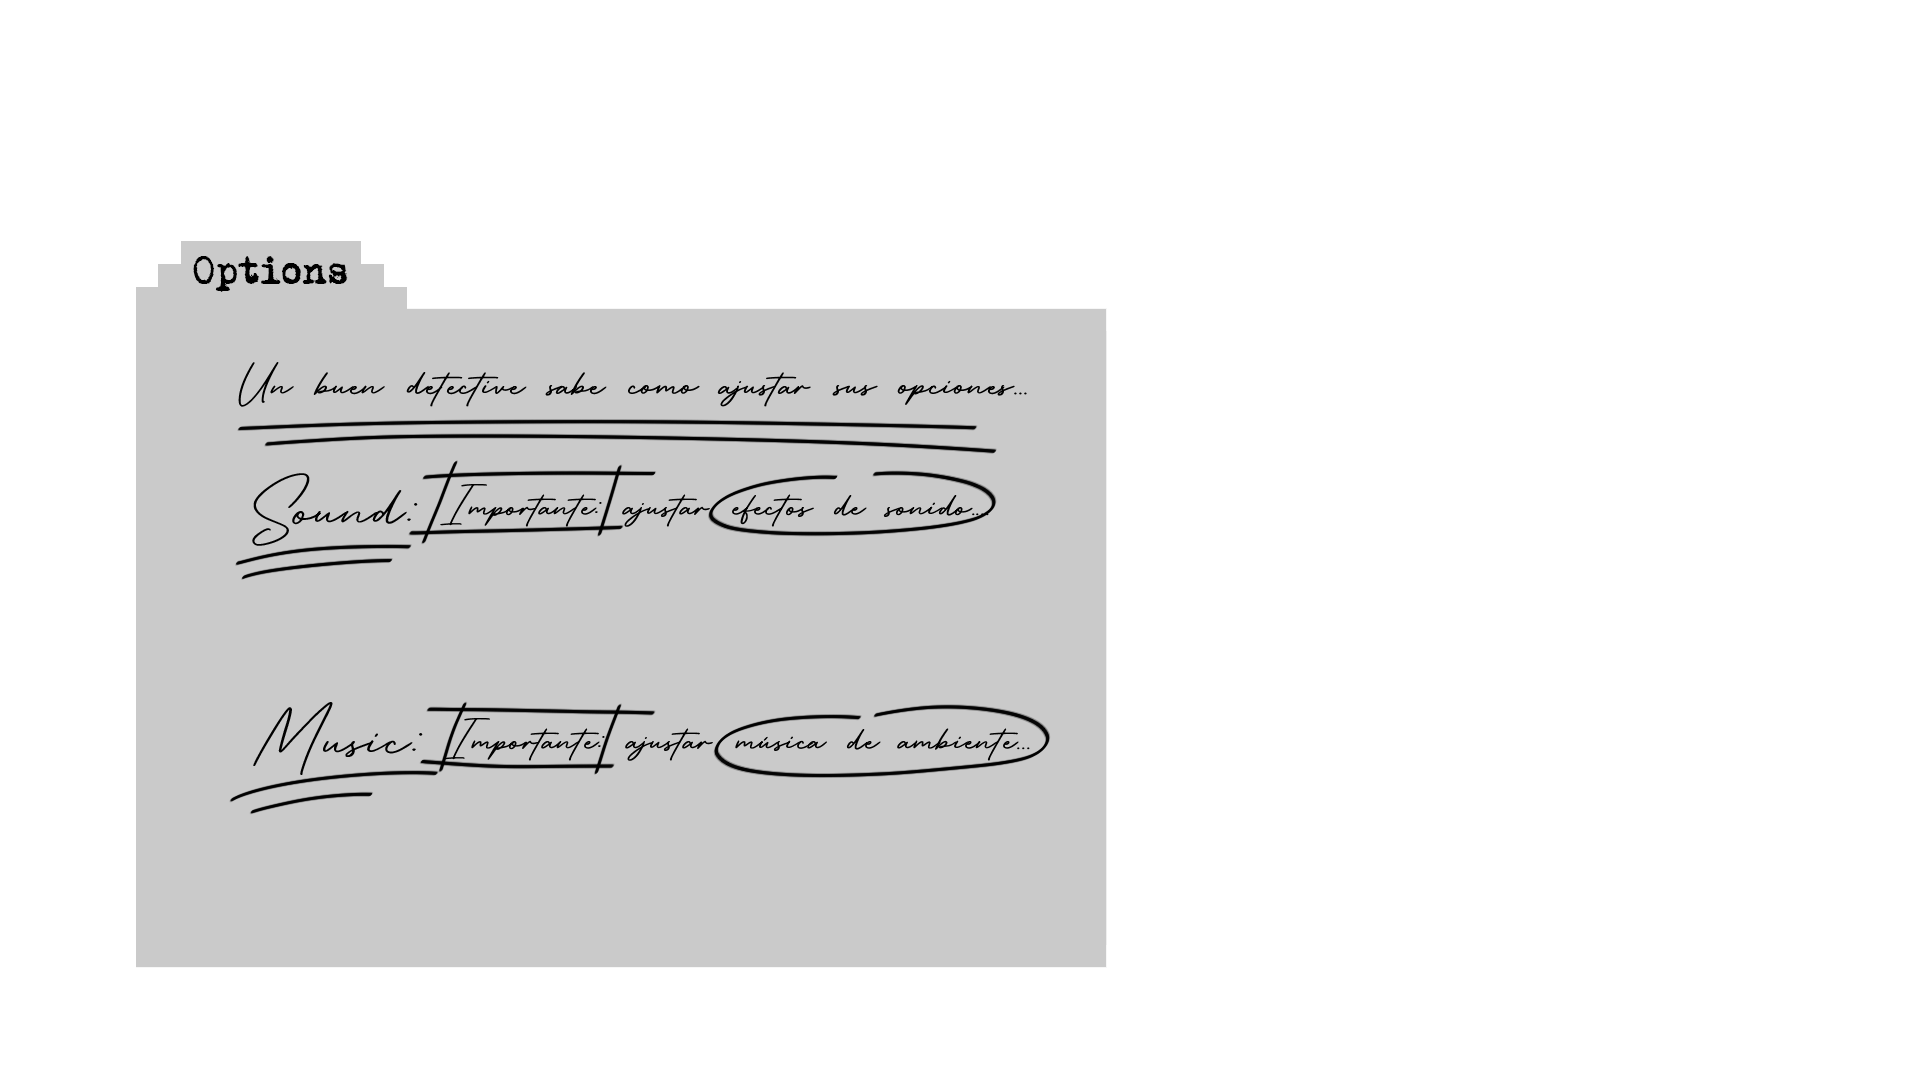 Options
Un buen detective sabe como ajustar sus opciones...
Sound: Importante: ajustar efectos de sonido...
Music: Importante: ajustar música de ambiente...